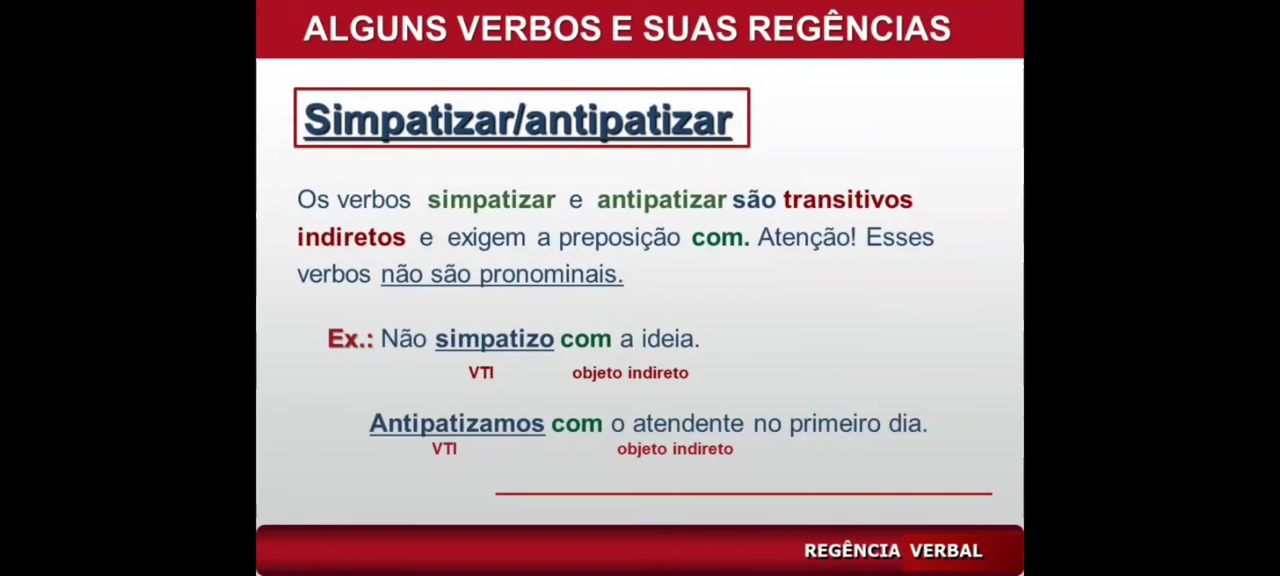 ALGUNS VERBOS E SUAS REGÊNCIAS
Simpatizar/antipatizar
Os verbos simpatizar e antipatizar são transitivos
indiretos e exigem a preposição com. Atenção! Esses
verbos não são pronominais.
Ex.: Não simpatizo com a ideia.
VTI objeto indireto
Antipatizamos com o atendente no primeiro dia.
VTI objeto indireto
REGÊNCIA VERBAL